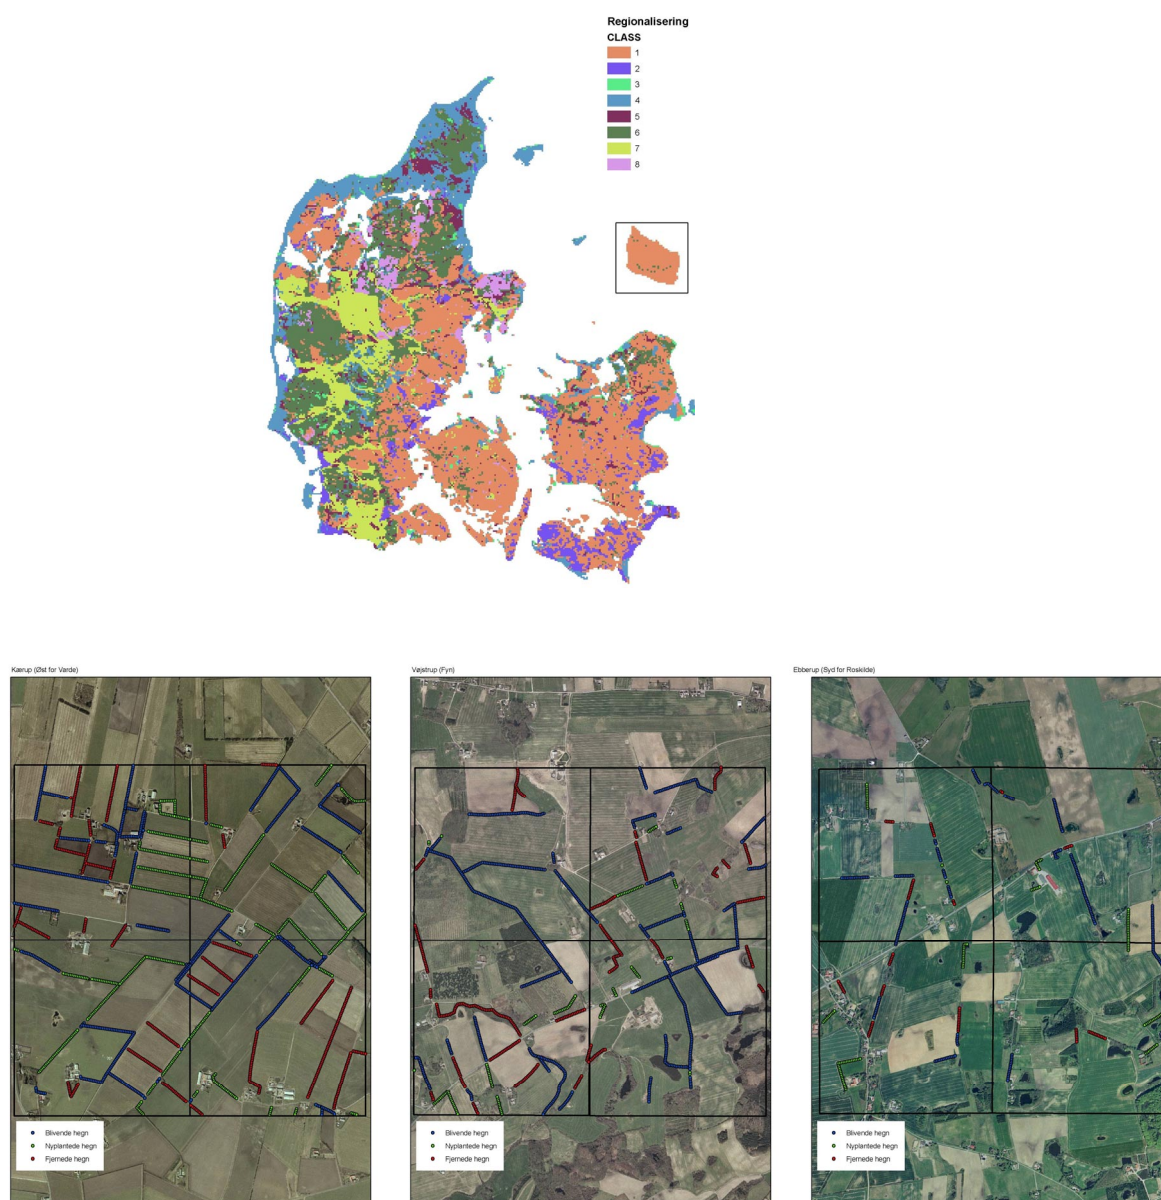 Regionalisering
CLASS
1
2
3
4
5
6
7
8
Kærup (Øst for Varde)
Vøjstrup (Fyn)
Ebberup (Syd for Roskilde)
Blivende hegn
Nyplantede hegn
Fjernede hegn
Blivende hegn
Nyplantede hegn
Fjernede hegn
Blivende hegn
Nyplantede hegn
Fjernede hegn